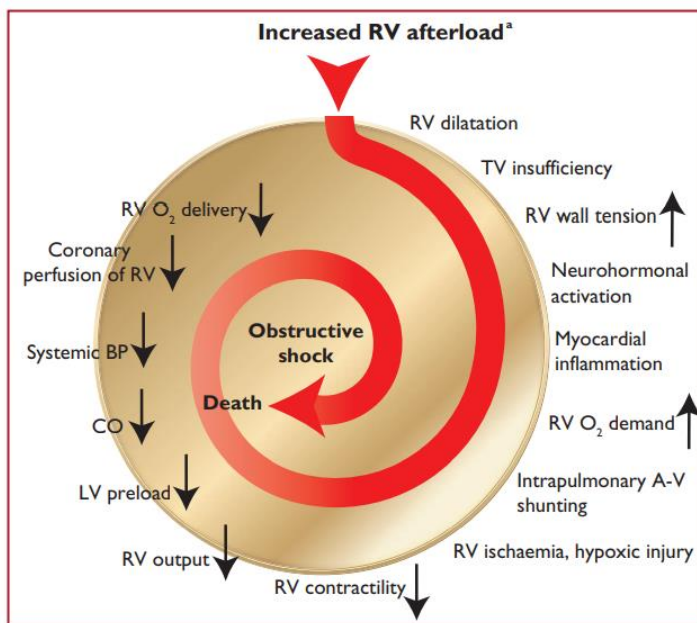 Increased RV afterloadᵃ
RV dilatation
TV insufficiency
RV wall tension
Neurohormonal
activation
Myocardial
inflammation
RV O₂ demand
Intrapulmonary A-V
shunting
RV ischaemia, hypoxic injury
RV contractility
RV output
LV preload
CO
Systemic BP
Coronary
perfusion of RV
RV O₂ delivery
Obstructive
shock
Death